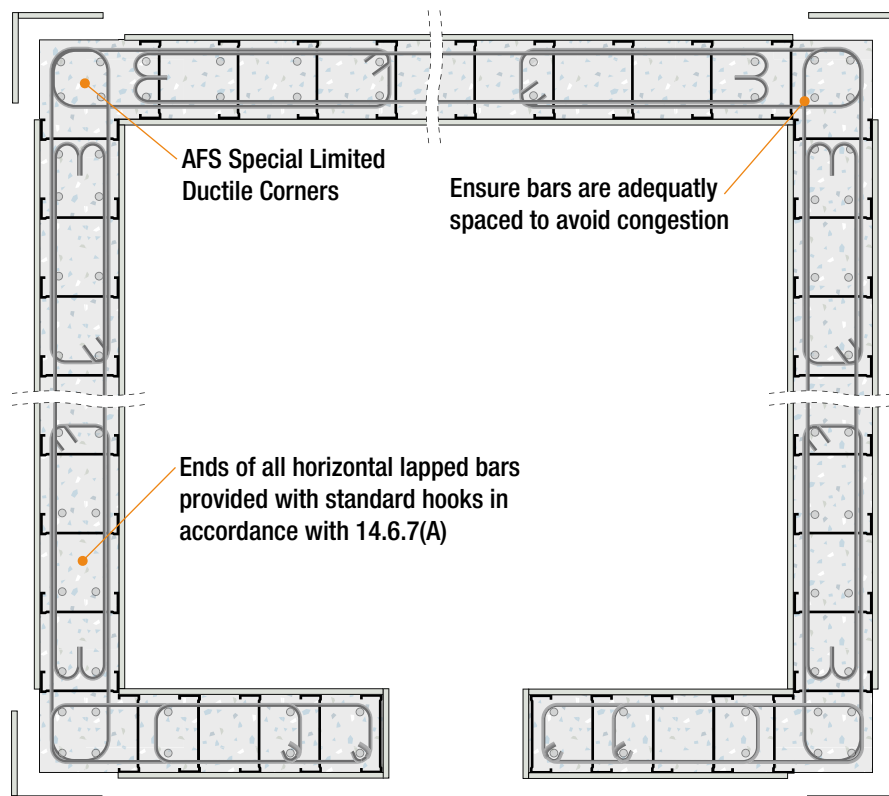 AFS Special Limited
Ductile Corners
Ensure bars are adequatly
spaced to avoid congestion
Ends of all horizontal lapped bars
provided with standard hooks in
accordance with 14.6.7(A)